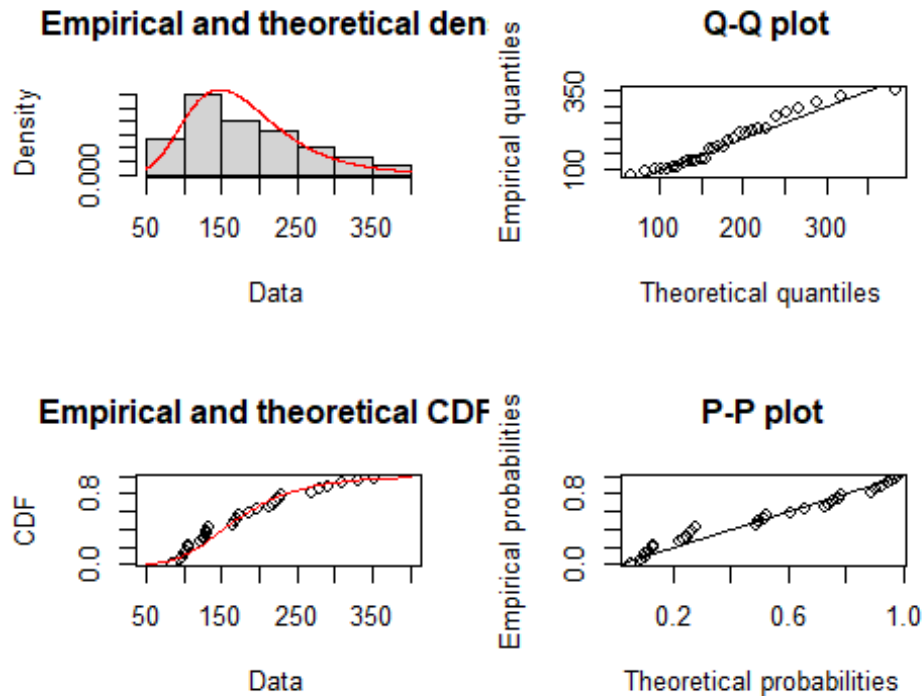 Empirical and theoretical den
Density
0.000
50 150 250 350
Data
Q-Q plot
Empirical quantiles
100 350
100 200 300
Theoretical quantiles
Empirical and theoretical CDF
CDF
0.0 0.8
50 150 250 350
Data
P-P plot
Empirical probabilities
0.0 0.8
0.2 0.6 1.0
Theoretical probabilities